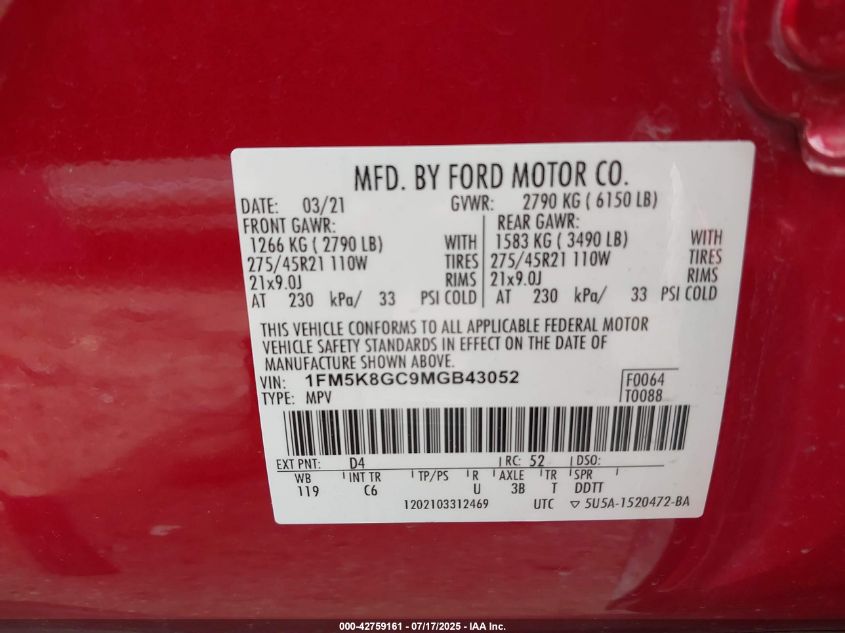 MFD. BY FORD MOTOR CO.
DATE: 03/21 GVWR: 2790 KG ( 6150 LB)
FRONT GAWR: REAR GAWR:
1266 KG ( 2790 LB) WITH 1583 KG ( 3490 LB) WITH
275/45R21 110W TIRES 275/45R21 110W TIRES
21x9.0J RIMS 21x9.0J RIMS
AT 230 kPa/ 33 PSI COLD AT 230 kPa/ 33 PSI COLD
THIS VEHICLE CONFORMS TO ALL APPLICABLE FEDERAL MOTOR
VEHICLE SAFETY STANDARDS IN EFFECT ON THE DATE OF
MANUFACTURE SHOWN ABOVE.
VIN: 1FM5K8GC9MGB43052 F0064
TYPE: MPV T0088
EXT PNT: D4 RC: 52 DSO:
WB INT TR TP/PS R AXLE TR SPR
119 C6 U 3B T DDTT
1202103312469 UTC ▽ 5U5A-1520472-BA
000-42759161 - 07/17/2025 - IAA Inc.